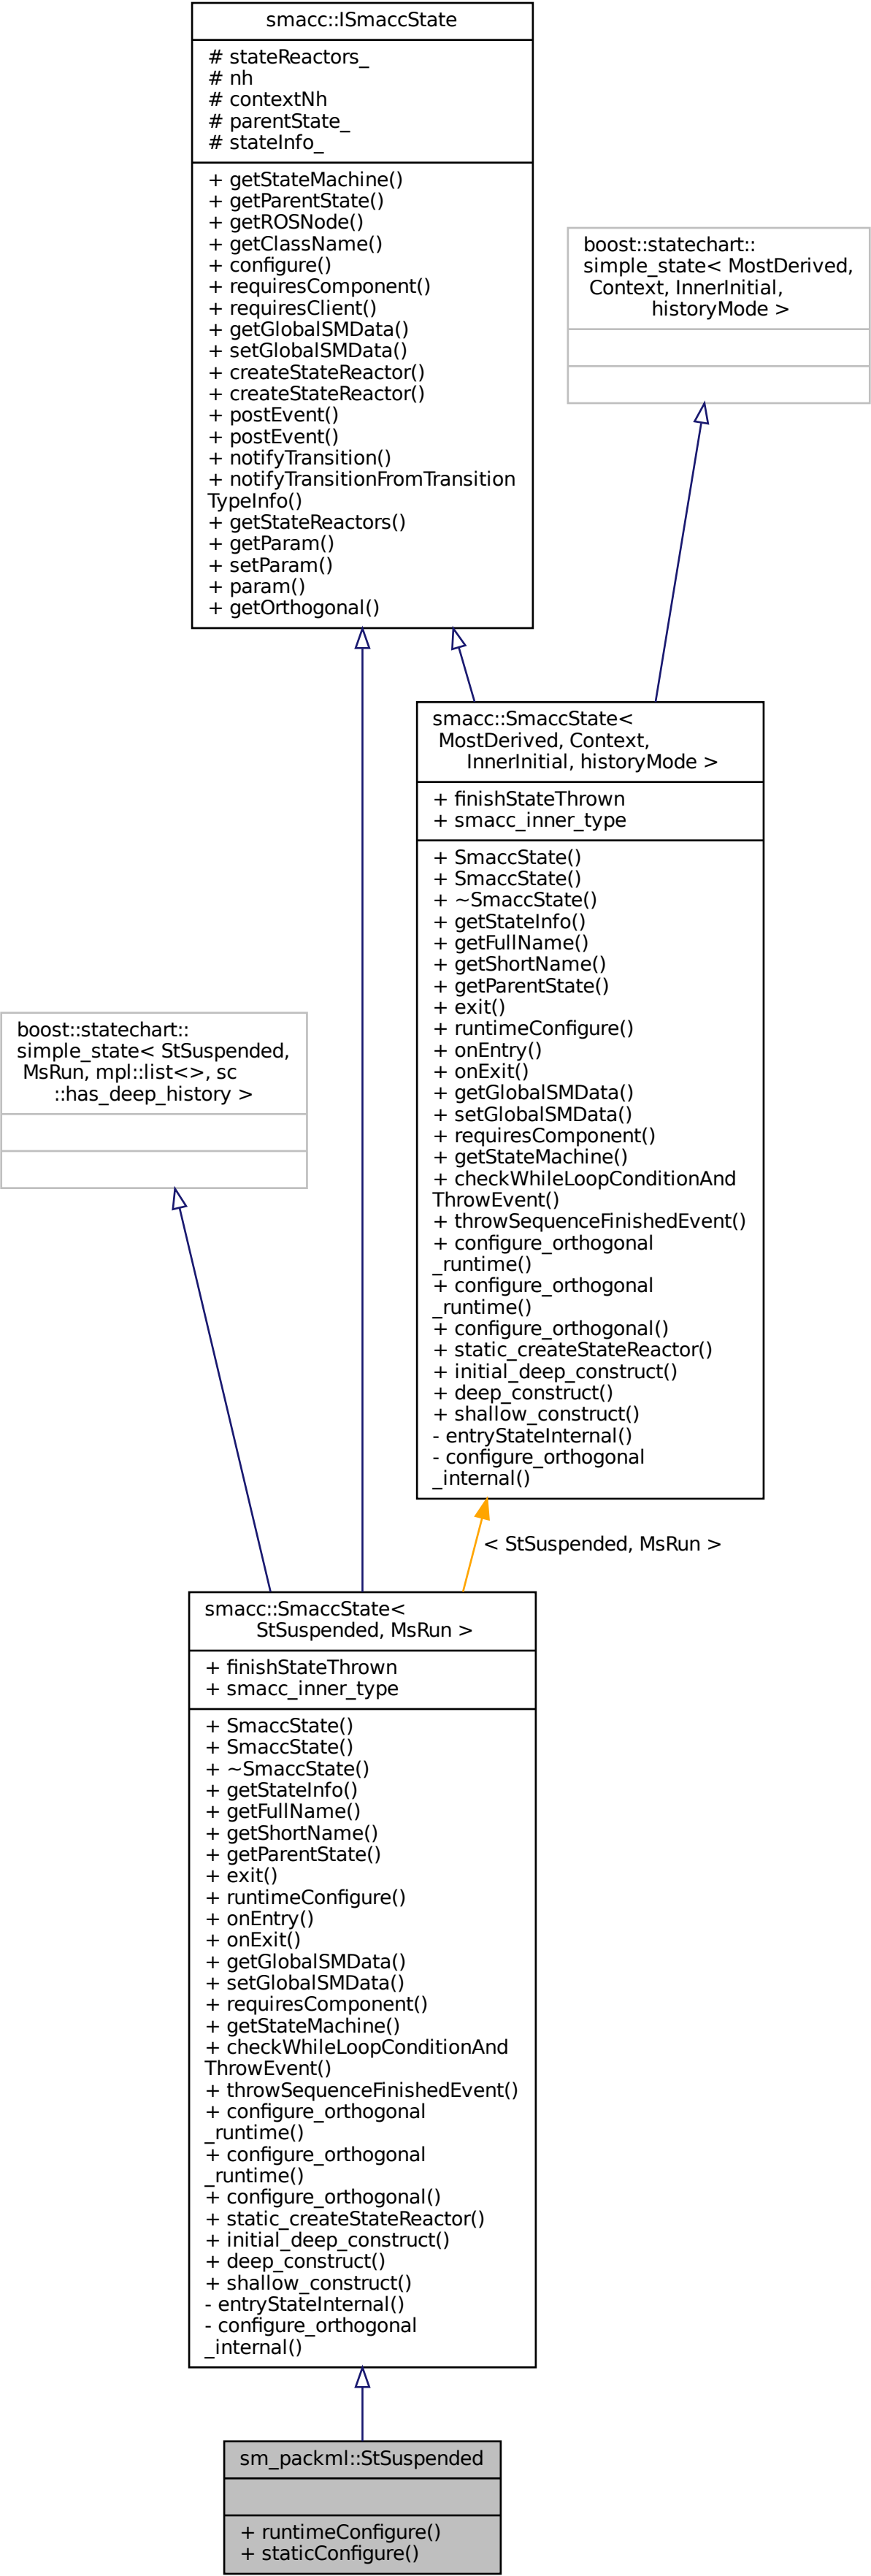 smacc::ISmaccState
# stateReactors_
# nh
# contextNh
# parentState_
# stateInfo_
+ getStateMachine()
+ getParentState()
+ getROSNode()
+ getClassName()
+ configure()
+ requiresComponent()
+ requiresClient()
+ getGlobalSMData()
+ setGlobalSMData()
+ createStateReactor()
+ createStateReactor()
+ postEvent()
+ postEvent()
+ notifyTransition()
+ notifyTransitionFromTransition
TypeInfo()
+ getStateReactors()
+ getParam()
+ setParam()
+ param()
+ getOrthogonal()
boost::statechart::
simple_state< MostDerived,
Context, InnerInitial,
historyMode >
smacc::SmaccState<
MostDerived, Context,
InnerInitial, historyMode >
+ finishStateThrown
+ smacc_inner_type
+ SmaccState()
+ SmaccState()
+ ~SmaccState()
+ getStateInfo()
+ getFullName()
+ getShortName()
+ getParentState()
+ exit()
+ runtimeConfigure()
+ onEntry()
+ onExit()
+ getGlobalSMData()
+ setGlobalSMData()
+ requiresComponent()
+ getStateMachine()
+ checkWhileLoopConditionAnd
ThrowEvent()
+ throwSequenceFinishedEvent()
+ configure_orthogonal
_runtime()
+ configure_orthogonal
_runtime()
+ configure_orthogonal()
+ static_createStateReactor()
+ initial_deep_construct()
+ deep_construct()
+ shallow_construct()
- entryStateInternal()
- configure_orthogonal
_internal()
boost::statechart::
simple_state< StSuspended,
MsRun, mpl::list<>, sc
::has_deep_history >
< StSuspended, MsRun >
smacc::SmaccState<
StSuspended, MsRun >
+ finishStateThrown
+ smacc_inner_type
+ SmaccState()
+ SmaccState()
+ ~SmaccState()
+ getStateInfo()
+ getFullName()
+ getShortName()
+ getParentState()
+ exit()
+ runtimeConfigure()
+ onEntry()
+ onExit()
+ getGlobalSMData()
+ setGlobalSMData()
+ requiresComponent()
+ getStateMachine()
+ checkWhileLoopConditionAnd
ThrowEvent()
+ throwSequenceFinishedEvent()
+ configure_orthogonal
_runtime()
+ configure_orthogonal
_runtime()
+ configure_orthogonal()
+ static_createStateReactor()
+ initial_deep_construct()
+ deep_construct()
+ shallow_construct()
- entryStateInternal()
- configure_orthogonal
_internal()
sm_packml::StSuspended
+ runtimeConfigure()
+ staticConfigure()